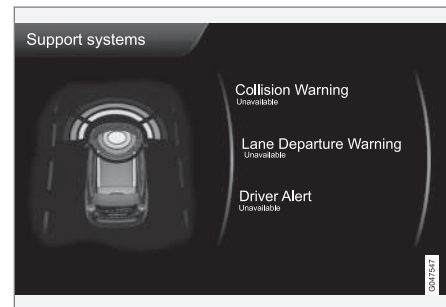 Support systems
Collision Warning
Unavailable
Lane Departure Warning
Unavailable
Driver Alert
Unavailable
G047547